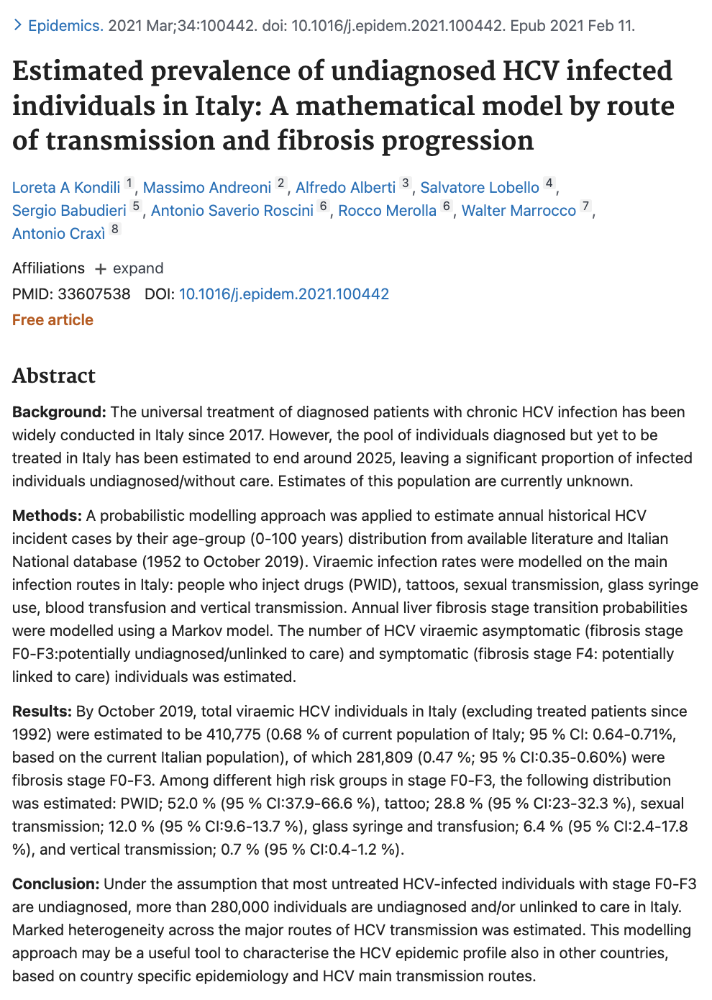 > Epidemics. 2021 Mar;34:100442. doi: 10.1016/j.epidem.2021.100442. Epub 2021 Feb 11.
Estimated prevalence of undiagnosed HCV infected
individuals in Italy: A mathematical model by route
of transmission and fibrosis progression
Loreta A Kondili 1, Massimo Andreoni 2, Alfredo Alberti 3, Salvatore Lobello 4,
Sergio Babudieri 5, Antonio Saverio Roscini 6, Rocco Merolla 6, Walter Marrocco 7,
Antonio Craxì 8
Affiliations + expand
PMID: 33607538 DOI: 10.1016/j.epidem.2021.100442
Free article
Abstract
Background: The universal treatment of diagnosed patients with chronic HCV infection has been
widely conducted in Italy since 2017. However, the pool of individuals diagnosed but yet to be
treated in Italy has been estimated to end around 2025, leaving a significant proportion of infected
individuals undiagnosed/without care. Estimates of this population are currently unknown.
Methods: A probabilistic modelling approach was applied to estimate annual historical HCV
incident cases by their age-group (0-100 years) distribution from available literature and Italian
National database (1952 to October 2019). Viraemic infection rates were modelled on the main
infection routes in Italy: people who inject drugs (PWID), tattoos, sexual transmission, glass syringe
use, blood transfusion and vertical transmission. Annual liver fibrosis stage transition probabilities
were modelled using a Markov model. The number of HCV viraemic asymptomatic (fibrosis stage
F0-F3:potentially undiagnosed/unlinked to care) and symptomatic (fibrosis stage F4: potentially
linked to care) individuals was estimated.
Results: By October 2019, total viraemic HCV individuals in Italy (excluding treated patients since
1992) were estimated to be 410,775 (0.68 % of current population of Italy; 95 % CI: 0.64-0.71%,
based on the current Italian population), of which 281,809 (0.47 %; 95 % CI:0.35-0.60%) were
fibrosis stage F0-F3. Among different high risk groups in stage F0-F3, the following distribution
was estimated: PWID; 52.0 % (95 % CI:37.9-66.6 %), tattoo; 28.8 % (95 % CI:23-32.3 %), sexual
transmission; 12.0 % (95 % CI:9.6-13.7 %), glass syringe and transfusion; 6.4 % (95 % CI:2.4-17.8
%), and vertical transmission; 0.7 % (95 % CI:0.4-1.2 %).
Conclusion: Under the assumption that most untreated HCV-infected individuals with stage F0-F3
are undiagnosed, more than 280,000 individuals are undiagnosed and/or unlinked to care in Italy.
Marked heterogeneity across the major routes of HCV transmission was estimated. This modelling
approach may be a useful tool to characterise the HCV epidemic profile also in other countries,
based on country specific epidemiology and HCV main transmission routes.